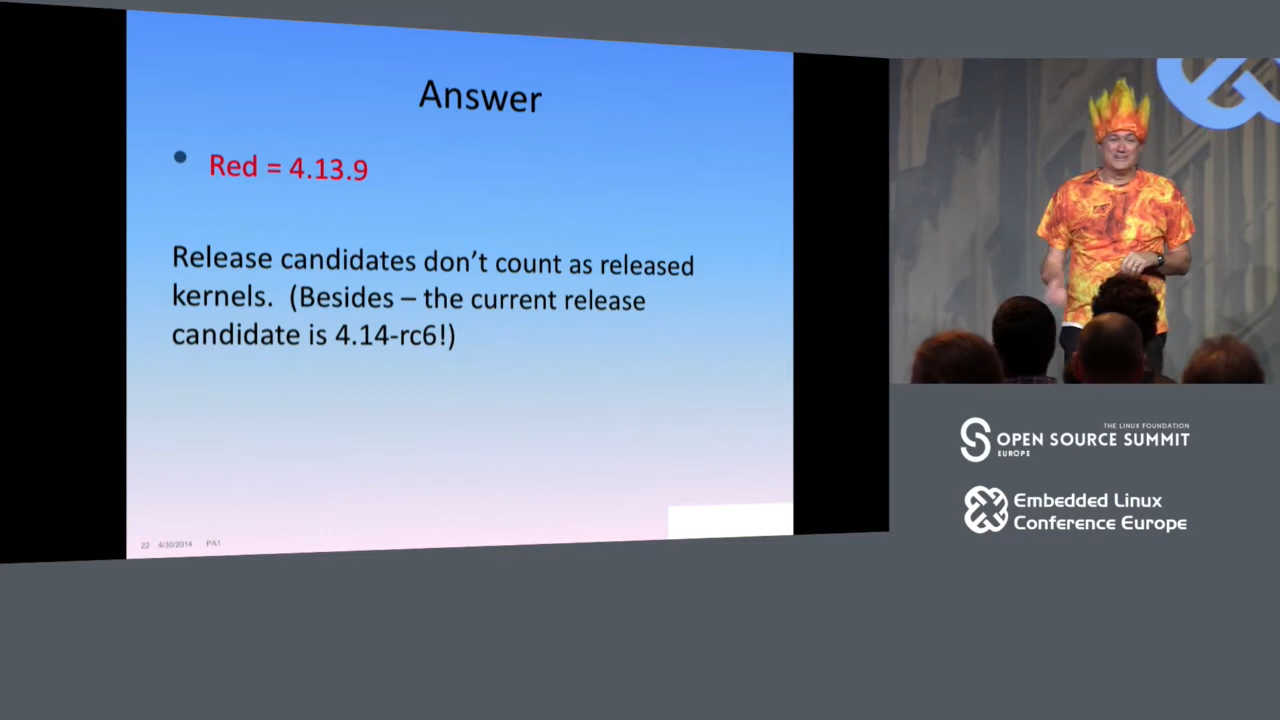 Answer
• Red = 4.13.9
Release candidates don’t count as released
kernels. (Besides – the current release
candidate is 4.14-rc6!)
22 4/30/2014 PA1
THE LINUX FOUNDATION
OPEN SOURCE SUMMIT
EUROPE
Embedded Linux
Conference Europe